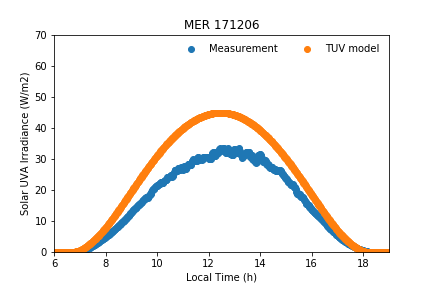 MER 171206
Measurement
TUV model
Solar UVA Irradiance (W/m2)
70
60
50
40
30
20
10
0
6 8 10 12 14 16 18
Local Time (h)